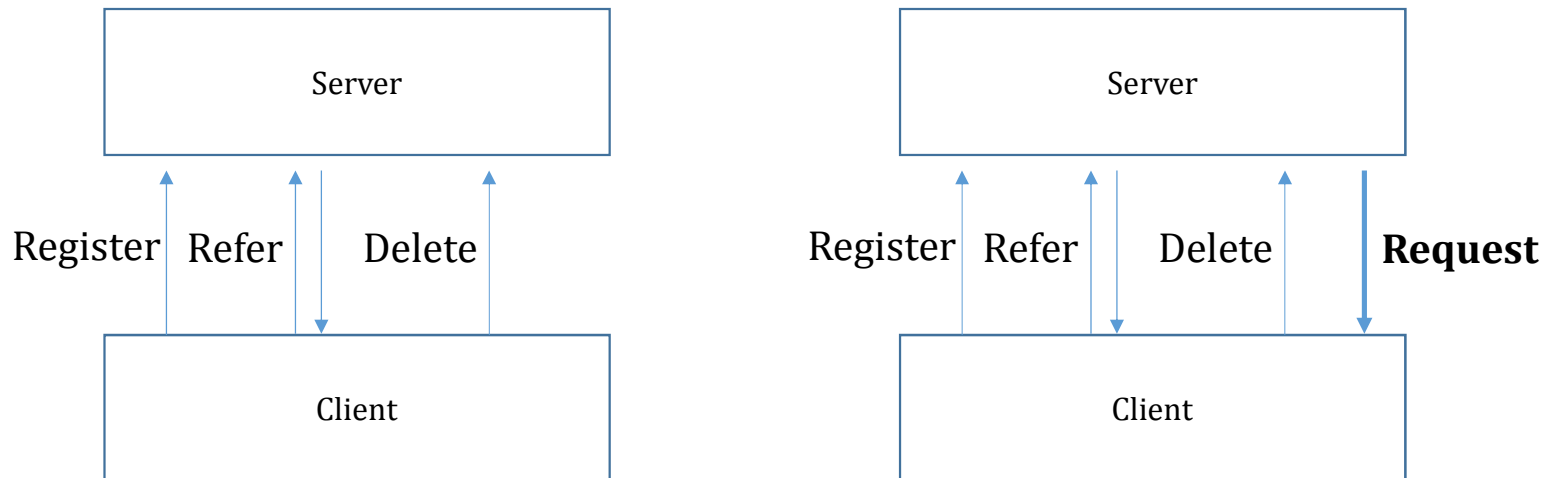 Server
Register Refer Delete
Client
Server
Register Refer Delete Request
Client